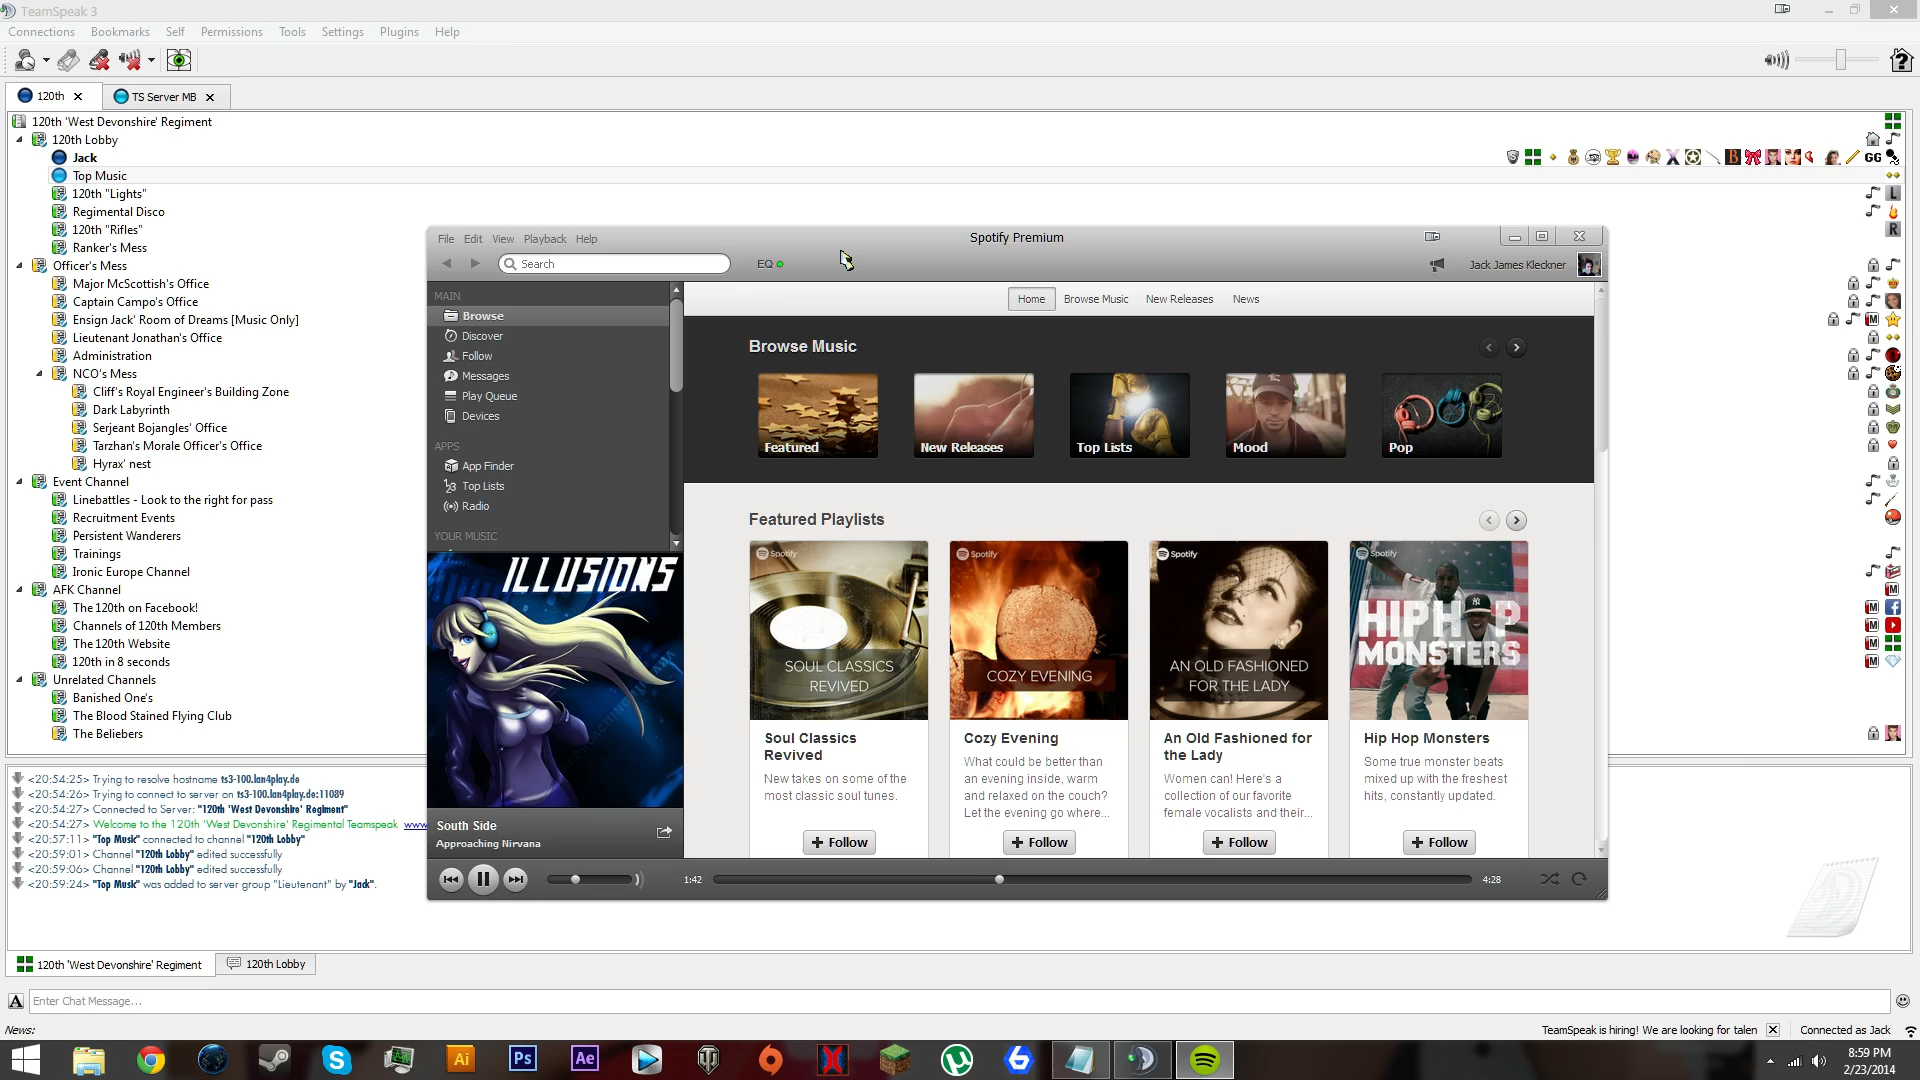 TeamSpeak 3
Connections Bookmarks Self Permissions Tools Settings Plugins Help
120th TS Server MB
120th 'West Devonshire' Regiment
120th Lobby
Jack
GG
Top Music
120th "Lights"
L
Regimental Disco
120th "Rifles"
R
Ranker's Mess
Officer's Mess
Major McScottish's Office
Captain Campo's Office
Ensign Jack' Room of Dreams [Music Only]
Lieutenant Jonathan's Office
Administration
NCO's Mess
Cliff's Royal Engineer's Building Zone
Dark Labyrinth
Serjeant Bojangles' Office
Tarzhan's Morale Officer's Office
Hyrax' nest
Event Channel
Linebattles - Look to the right for pass
Recruitment Events
Persistent Wanderers
Trainings
Ironic Europe Channel
AFK Channel
The 120th on Facebook!
Channels of 120th Members
The 120th Website
120th in 8 seconds
Unrelated Channels
Banished One's
The Blood Stained Flying Club
The Beliebers
File Edit View Playback Help
Spotify Premium
Search
EQ
Jack James Kleckner
MAIN
Browse
Discover
Follow
Messages
Play Queue
Devices
APPS
App Finder
Top Lists
Radio
YOUR MUSIC
ILLUSIONS
South Side
Approaching Nirvana
Home Browse Music New Releases News
Browse Music
Featured New Releases Top Lists Mood Pop
Featured Playlists
Spotify
SOUL CLASSICS
REVIVED
Soul Classics
Revived
New takes on some of the
most classic soul tunes.
Follow
Spotify
COZY EVENING
Cozy Evening
What could be better than
an evening inside, warm
and relaxed on the couch?
Let the evening go where...
Follow
Spotify
AN OLD FASHIONED
FOR THE LADY
An Old Fashioned for
the Lady
Women can! Here's a
collection of our favorite
female vocalists and their...
Follow
Spotify
HIP HOP
MONSTERS
Hip Hop Monsters
Some true monster beats
mixed up with the freshest
hits, constantly updated.
Follow
1:42 4:28
<20:54:25> Trying to resolve hostname ts3-100.lan4play.de
<20:54:26> Trying to connect to server on ts3-100.lan4play.de:11089
<20:54:27> Connected to Server: "120th 'West Devonshire' Regiment"
<20:54:27> Welcome to the 120th 'West Devonshire' Regimental Teamspeak www
<20:57:11> "Top Musk" connected to channel "120th Lobby"
<20:59:01> Channel "120th Lobby" edited successfully
<20:59:06> Channel "120th Lobby" edited successfully
<20:59:24> "Top Musk" was added to server group "Lieutenant" by "Jack".
120th 'West Devonshire' Regiment 120th Lobby
A Enter Chat Message...
News:
TeamSpeak is hiring! We are looking for talen
Connected as Jack
Ai Ps Ae
8:59 PM
2/23/2014